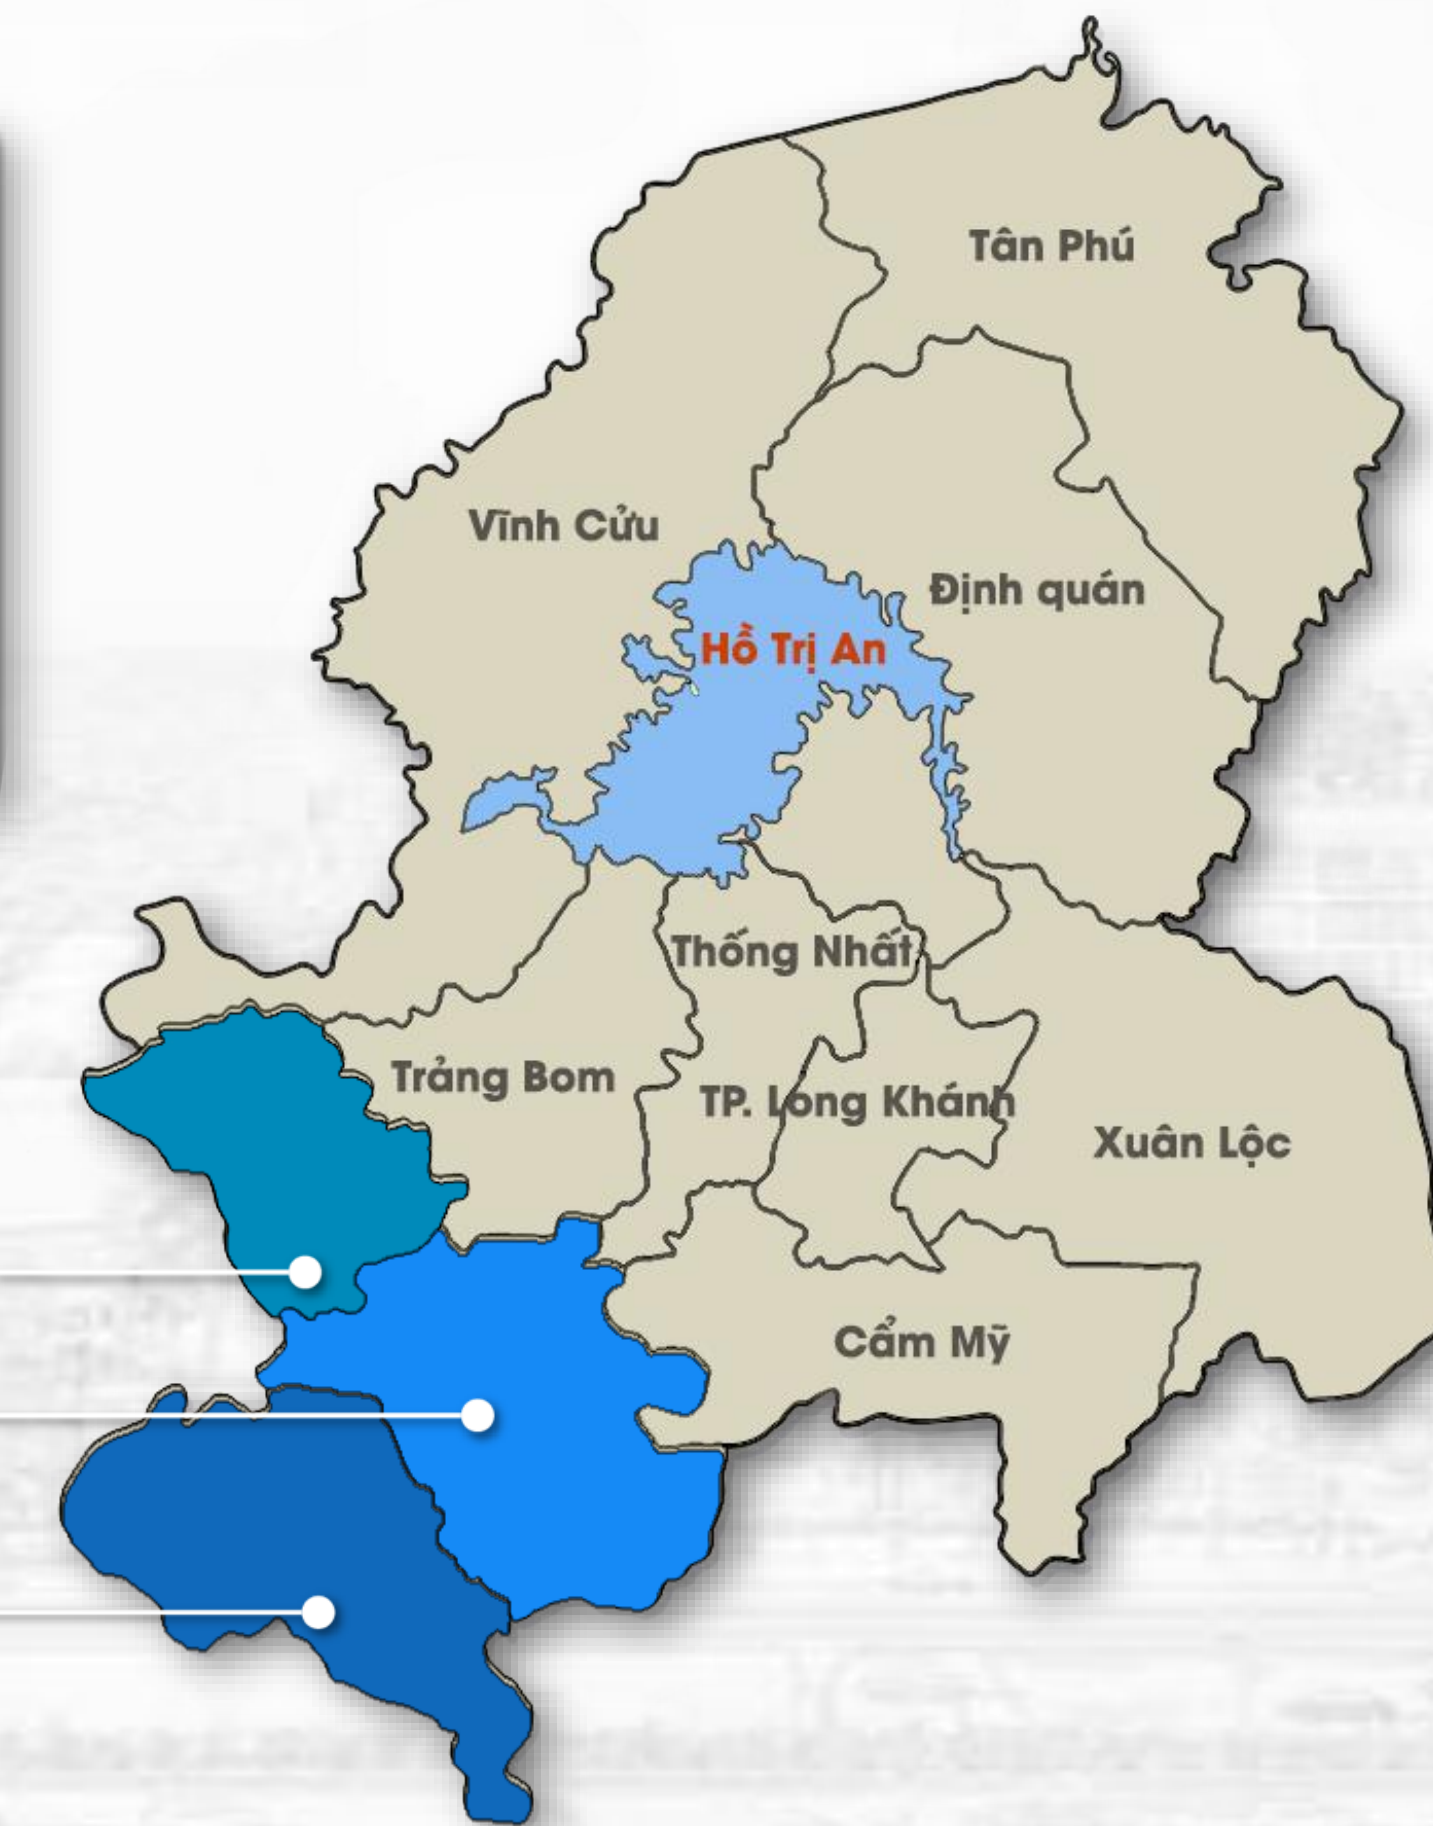 Tân Phú
Vĩnh Cửu
Định quán
Hồ Trị An
Thống Nhất
Trảng Bom
TP. Long Khánh
Xuân Lộc
Cẩm Mỹ